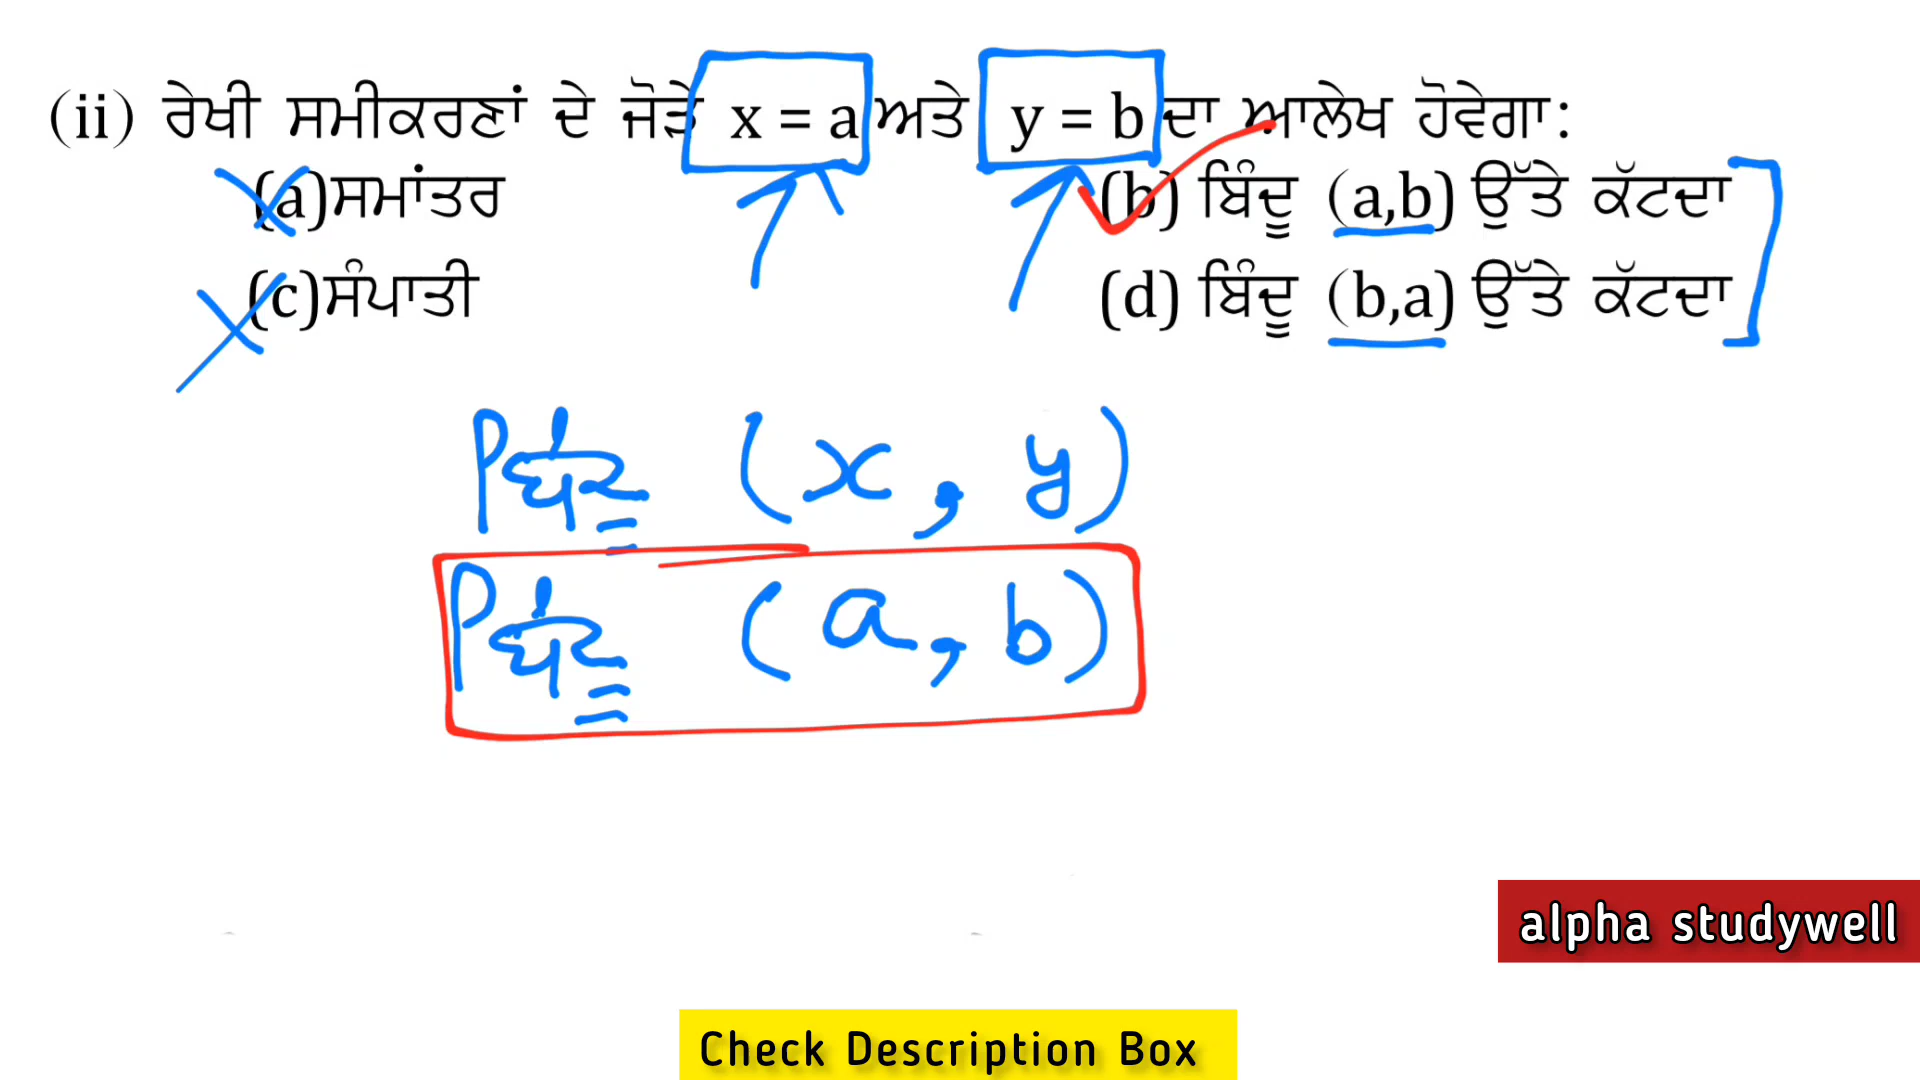 (ii) ਰੇਖੀ ਸਮੀਕਰਣਾਂ ਦੇ ਜੋੜੇ x = a ਅਤੇ y = b ਦਾ ਆਲੇਖ ਹੋਵੇਗਾ:
(a)ਸਮਾਂਤਰ (b) ਬਿੰਦੂ (a,b) ਉੱਤੇ ਕੱਟਦਾ
(c)ਸੰਪਾਤੀ (d) ਬਿੰਦੂ (b,a) ਉੱਤੇ ਕੱਟਦਾ
ਬਿੰਦੂ (x, y)
ਬਿੰਦੂ (a, b)
alpha studywell
Check Description Box